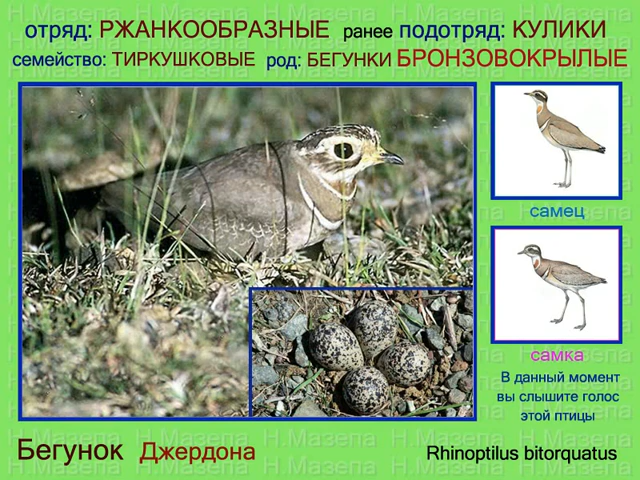 отряд: РЖАНКООБРАЗНЫЕ ранее подотряд: КУЛИКИ
семейство: ТИРКУШКОВЫЕ род: БЕГУНКИ БРОНЗОВОКРЫЛЫЕ
самец
самка
В данный момент
вы слышите голос
этой птицы
Бегунок Джердона Rhinoptilus bitorquatus
Н.Мазепа